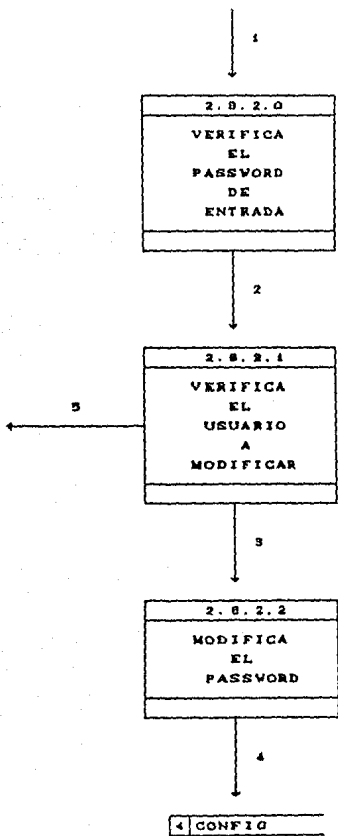 1
2.8.2.0
VERIFICA
EL
PASSWORD
DE
ENTRADA
2
2.8.2.1
VERIFICA
EL
USUARIO
A
MODIFICAR
5
3
2.8.2.2
MODIFICA
EL
PASSWORD
4
4 CONFIG